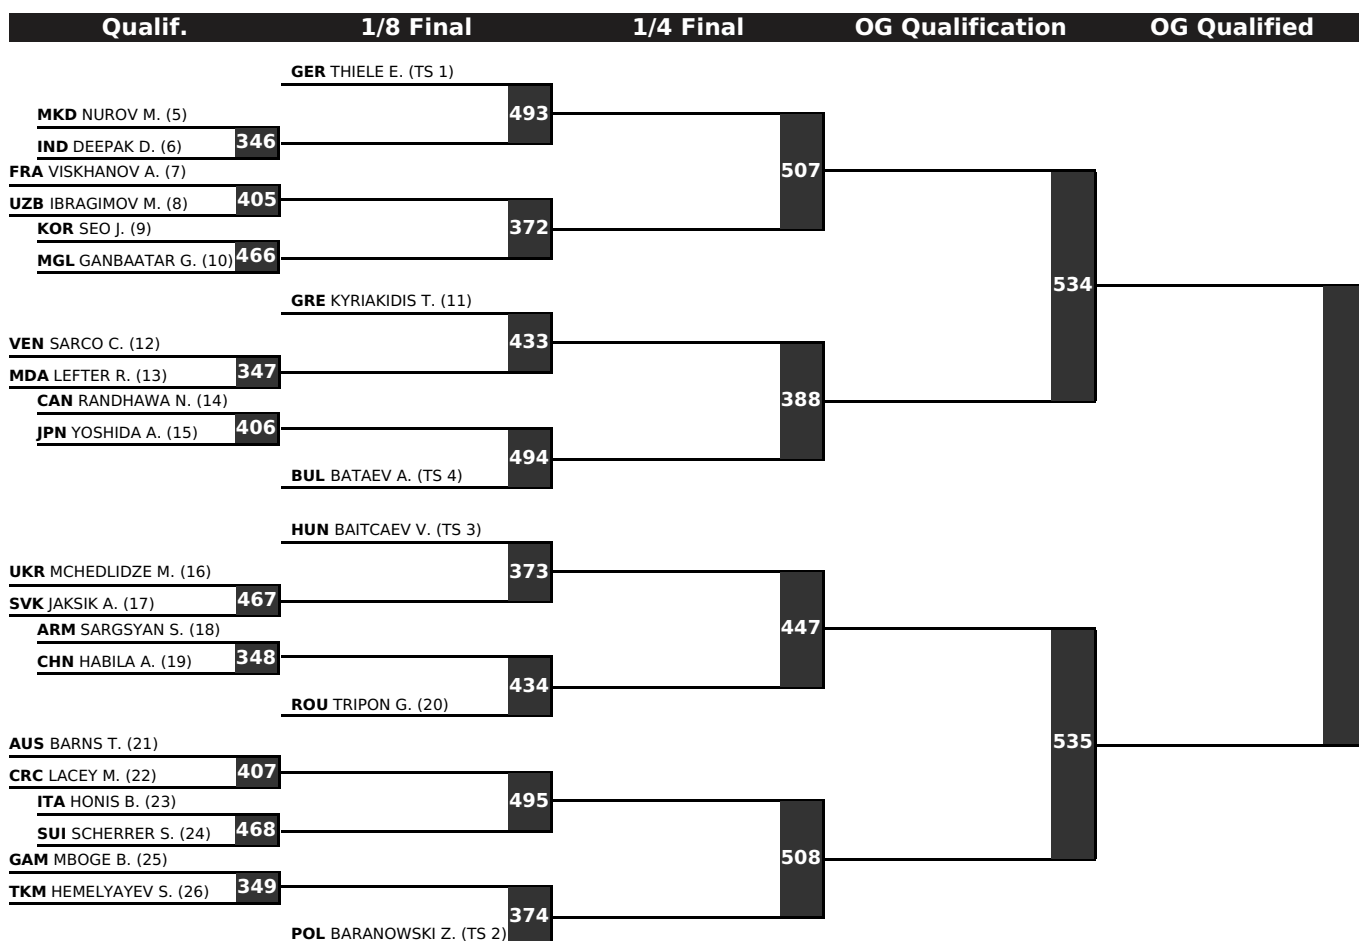 Qualif. 1/8 Final 1/4 Final OG Qualification OG Qualified
GER THIELE E. (TS 1)
493
MKD NUROV M. (5)
346
IND DEEPAK D. (6)
507
FRA VISKHANOV A. (7)
405
UZB IBRAGIMOV M. (8)
372
KOR SEO J. (9)
466
MGL GANBAATAR G. (10)
534
GRE KYRIAKIDIS T. (11)
433
VEN SARCO C. (12)
347
MDA LEFTER R. (13)
388
CAN RANDHAWA N. (14)
406
JPN YOSHIDA A. (15)
494
BUL BATAEV A. (TS 4)
HUN BAITCAEV V. (TS 3)
373
UKR MCHEDLIDZE M. (16)
467
SVK JAKSIK A. (17)
447
ARM SARGSYAN S. (18)
348
CHN HABILA A. (19)
434
ROU TRIPON G. (20)
535
AUS BARNS T. (21)
407
CRC LACEY M. (22)
495
ITA HONIS B. (23)
468
SUI SCHERRER S. (24)
508
GAM MBOGE B. (25)
349
TKM HEMELYAYEV S. (26)
374
POL BARANOWSKI Z. (TS 2)